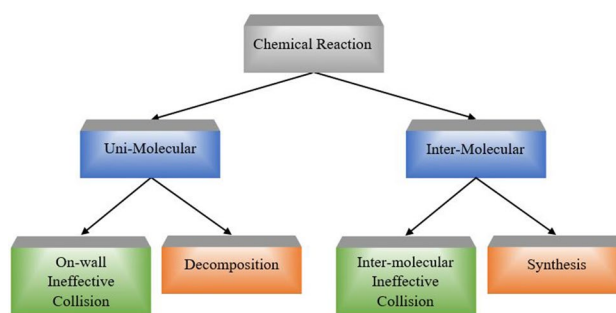 Chemical Reaction
Uni-Molecular
Inter-Molecular
On-wall
Ineffective
Collision
Decomposition
Inter-molecular
Ineffective
Collision
Synthesis